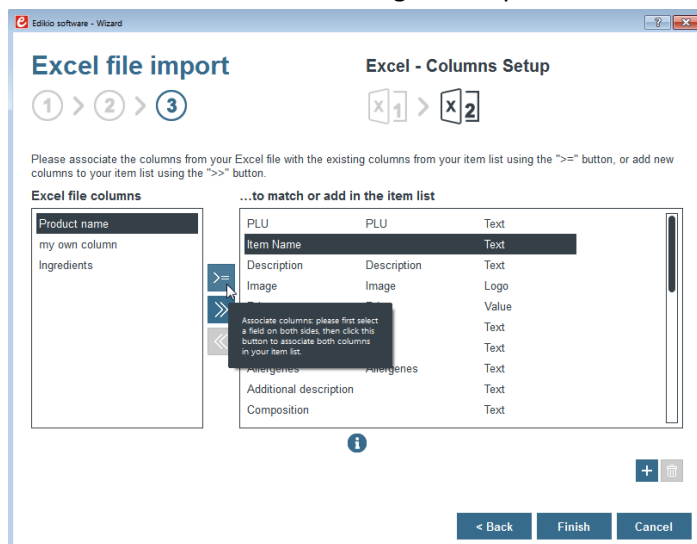 Edikio software - Wizard
?
Excel file import
Excel - Columns Setup
1 > 2 > 3
X 1 > X 2
Please associate the columns from your Excel file with the existing columns from your item list using the ">=" button, or add new
columns to your item list using the ">>" button.
Excel file columns
...to match or add in the item list
Product name
my own column
Ingredients
>=
PLU PLU Text
Item Name Text
Description Description Text
Image Image Logo
Value
Text
Text
Allergenes Allergenes Text
Additional description Text
Composition Text
Associate columns: please first select
a field on both sides, then click this
button to associate both columns
in your item list.
i
+
< Back
Finish
Cancel